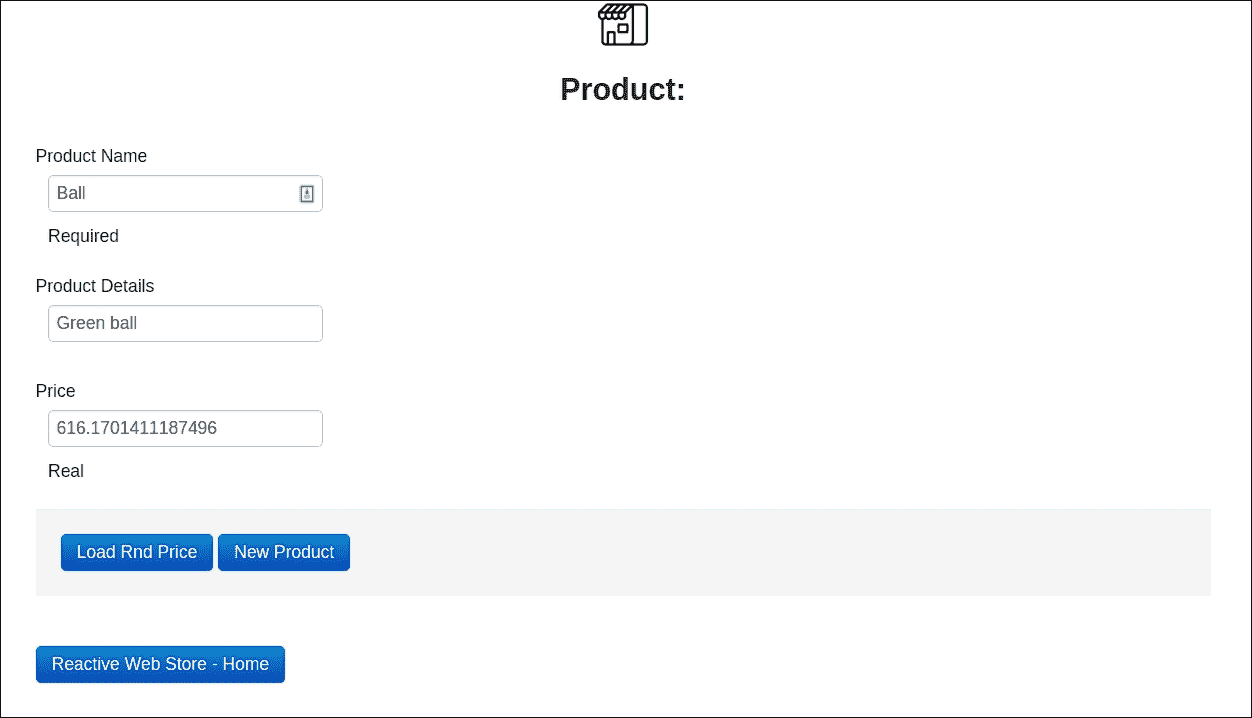 Product:
Product Name
Ball
Required
Product Details
Green ball
Price
616.1701411187496
Real
Load Rnd Price New Product
Reactive Web Store - Home